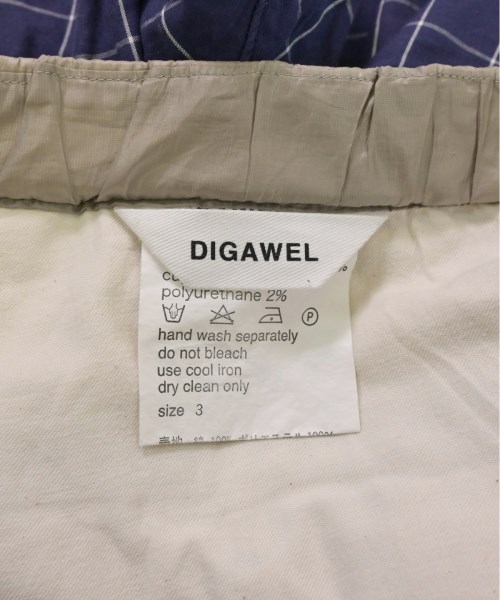 DIGAWEL
polyurethane 2%
P
hand wash separately
do not bleach
use cool iron
dry clean only
size 3